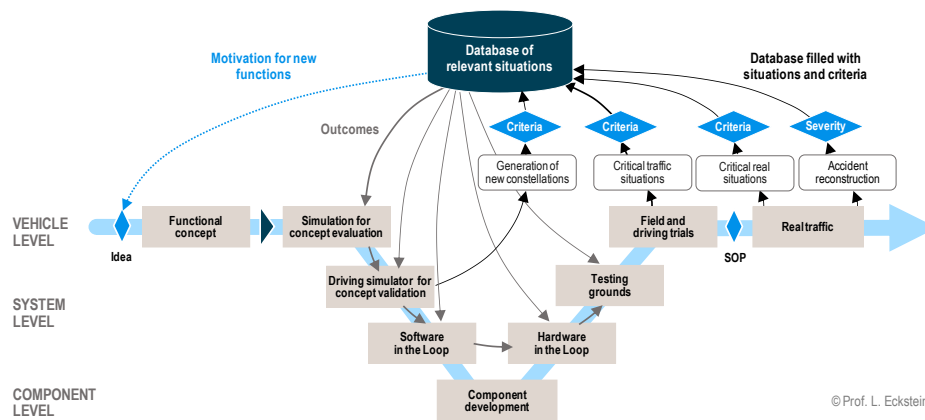 Database of
relevant situations
Motivation for new
functions
Database filled with
situations and criteria
Outcomes
Criteria
Criteria
Criteria
Severity
Generation of
new constellations
Critical traffic
situations
Critical real
situations
Accident
reconstruction
VEHICLE
LEVEL
Functional
concept
Simulation for
concept evaluation
Field and
driving trials
Real traffic
Idea
SOP
Driving simulator for
concept validation
Testing
grounds
SYSTEM
LEVEL
Software
in the Loop
Hardware
in the Loop
COMPONENT
LEVEL
Component
development
© Prof. L. Eckstein